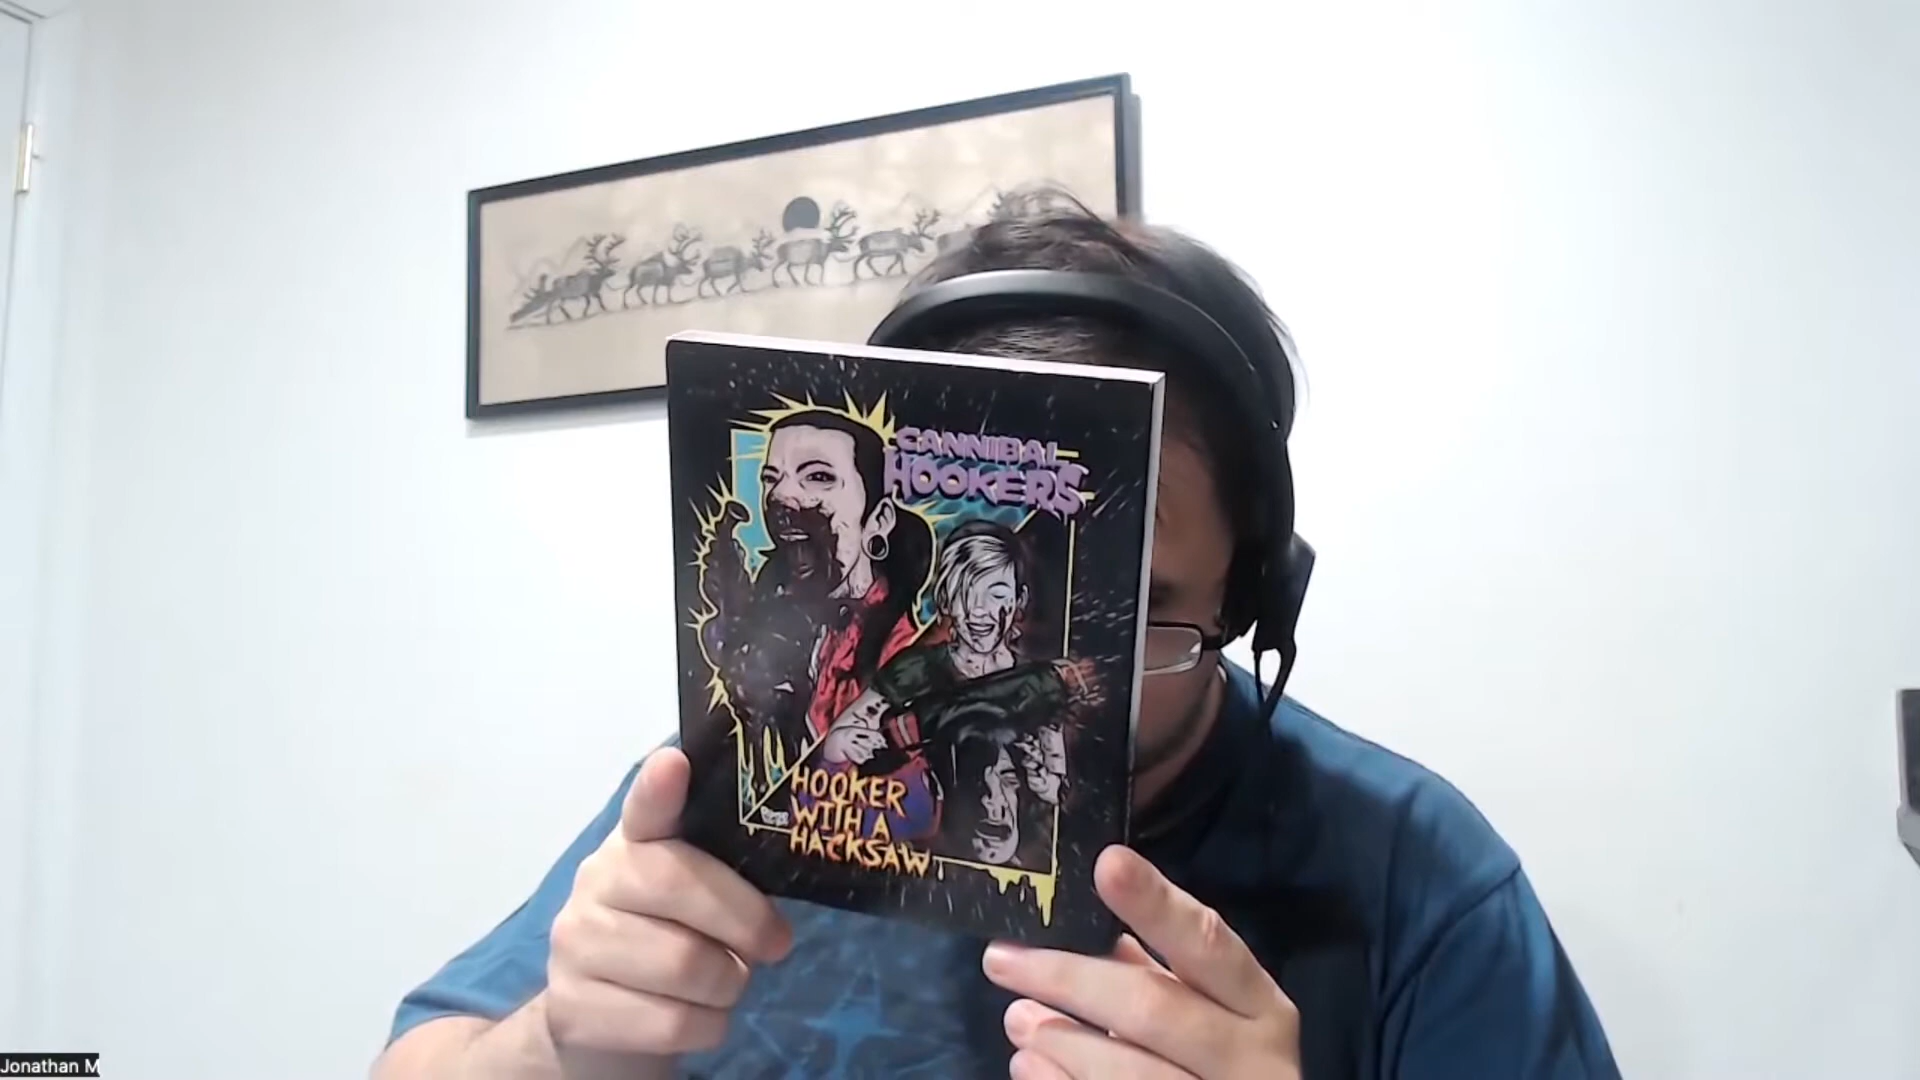 CANNIBAL
HOOKERS
HOOKER
WITH A
HACKSAW
Jonathan M